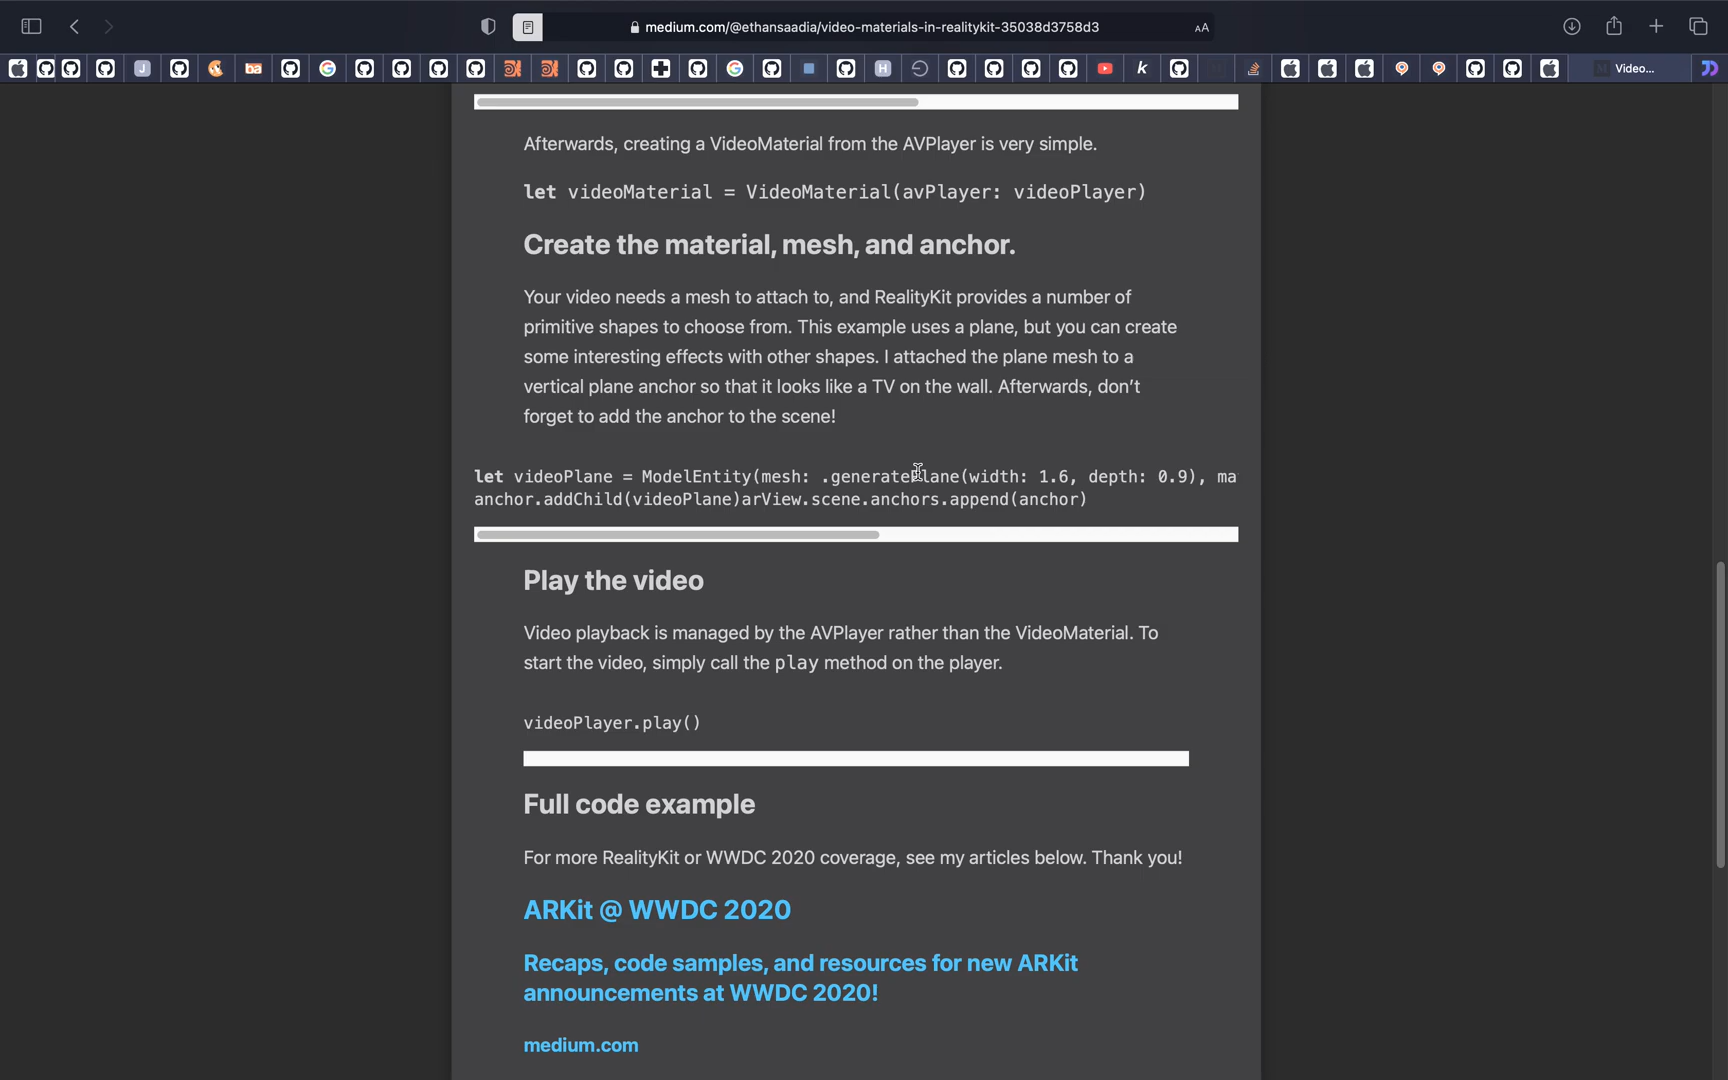 medium.com/@ethansaadia/video-materials-in-realitykit-35038d3758d3
AA
J
oa
G
G
H
k
Video...
Afterwards, creating a VideoMaterial from the AVPlayer is very simple.
let videoMaterial = VideoMaterial(avPlayer: videoPlayer)
Create the material, mesh, and anchor.
Your video needs a mesh to attach to, and RealityKit provides a number of
primitive shapes to choose from. This example uses a plane, but you can create
some interesting effects with other shapes. I attached the plane mesh to a
vertical plane anchor so that it looks like a TV on the wall. Afterwards, don't
forget to add the anchor to the scene!
let videoPlane = ModelEntity(mesh: .generatePlane(width: 1.6, depth: 0.9), ma
anchor.addChild(videoPlane)arView.scene.anchors.append(anchor)
Play the video
Video playback is managed by the AVPlayer rather than the VideoMaterial. To
start the video, simply call the play method on the player.
videoPlayer.play()
Full code example
For more RealityKit or WWDC 2020 coverage, see my articles below. Thank you!
ARKit @ WWDC 2020
Recaps, code samples, and resources for new ARKit
announcements at WWDC 2020!
medium.com